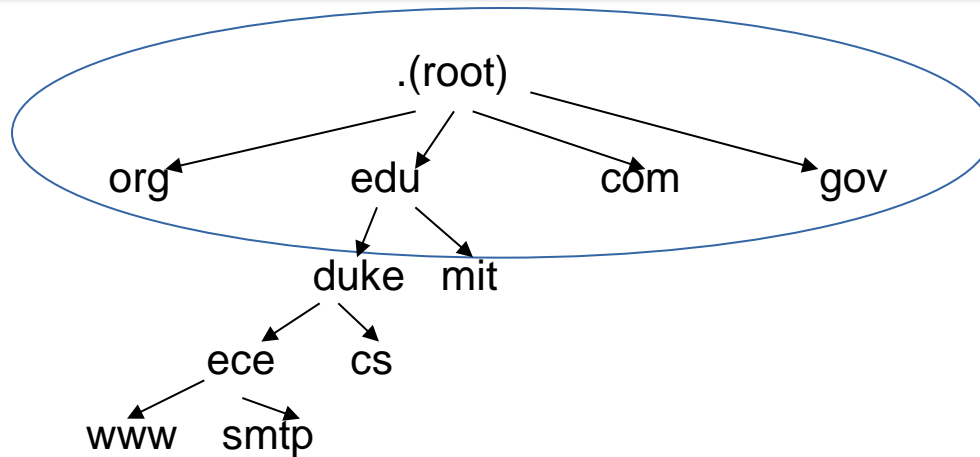 .(root)
org edu com gov
duke mit
ece cs
www smtp